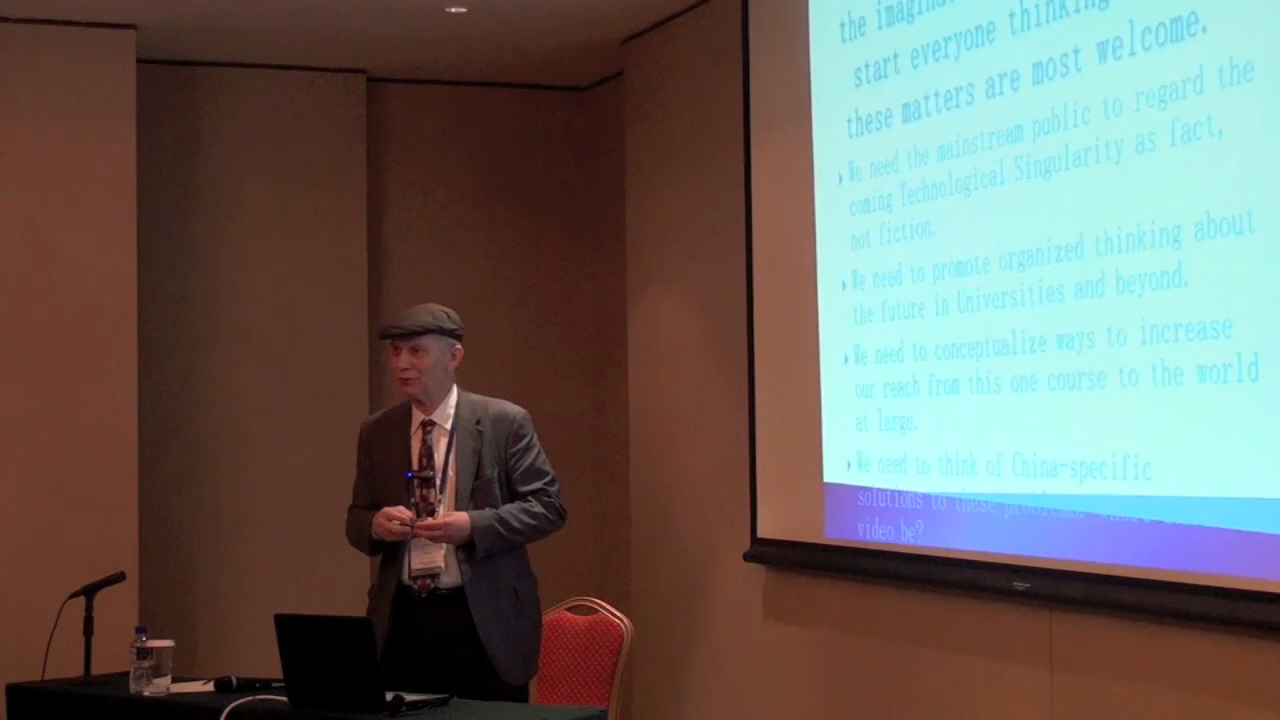 the
start everyone thinking
these matters are most welcome.
We need the mainstream public to regard the
coming Technological Singularity as fact,
not fiction.
We need to promote organized thinking about
the future in Universities and beyond.
We need to conceptualize ways to increase
our reach from this one course to the world
at large.
We need to think of China-specific
solutions to these problems.
video be?